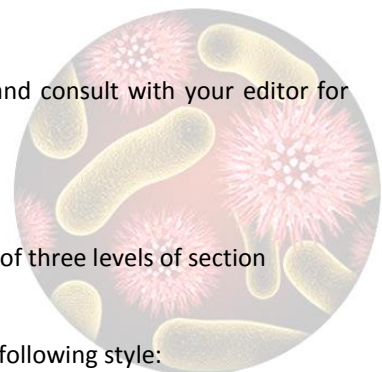 and consult with your editor for
of three levels of section
following style: